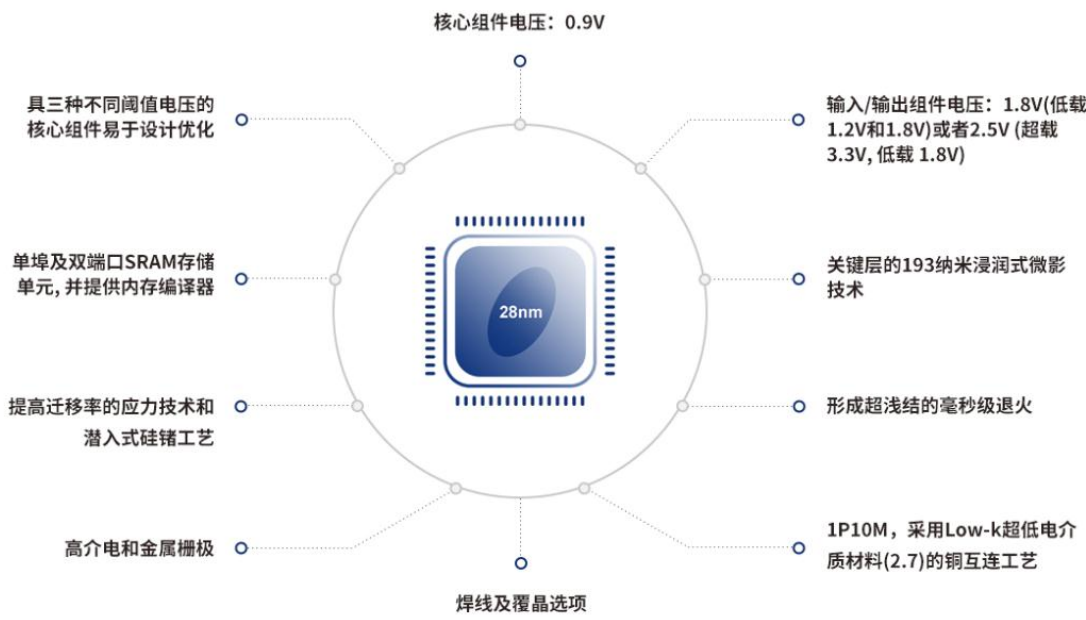 核心组件电压：0.9V
具三种不同阈值电压的
核心组件易于设计优化
输入/输出组件电压：1.8V(低载
1.2V和1.8V)或者2.5V (超载
3.3V, 低载 1.8V)
单埠及双端口SRAM存储
单元, 并提供内存编译器
关键层的193纳米浸润式微影
技术
28nm
提高迁移率的应力技术和
潜入式硅锗工艺
形成超浅结的毫秒级退火
高介电和金属栅极
1P10M，采用Low-k超低电介
质材料(2.7)的铜互连工艺
焊线及覆晶选项